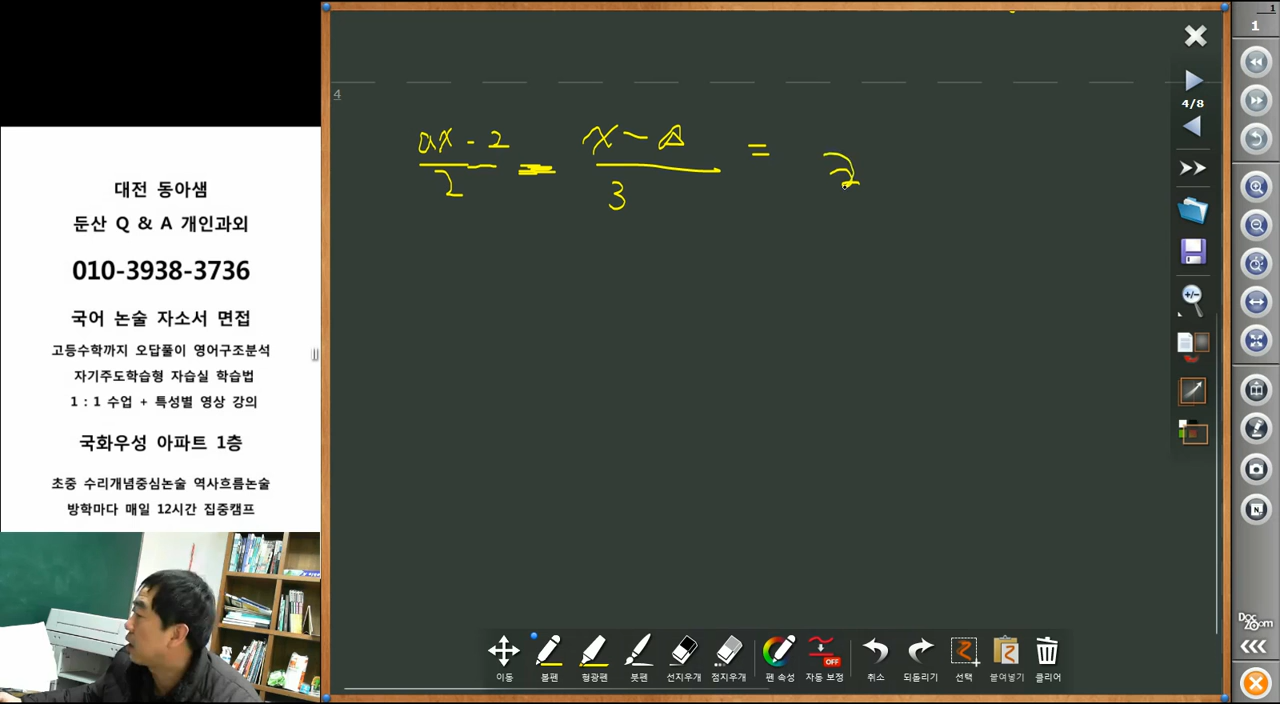 대전 동아샘
둔산 Q & A 개인과외
010-3938-3736
국어 논술 자소서 면접
고등수학까지 오답풀이 영어구조분석
자기주도학습형 자습실 학습법
1 : 1 수업 + 특성별 영상 강의
국화우성 아파트 1층
초중 수리개념중심논술 역사흐름논술
방학마다 매일 12시간 집중캠프
4
ax - 2 = x - =
2 3 2
1
1
4/8
OFF
이동 볼펜 형광펜 붓펜 선지우개 점지우개 펜 속성 자동 보정 취소 되돌리기 선택 붙여넣기 클리어
N
Doc
Zoom